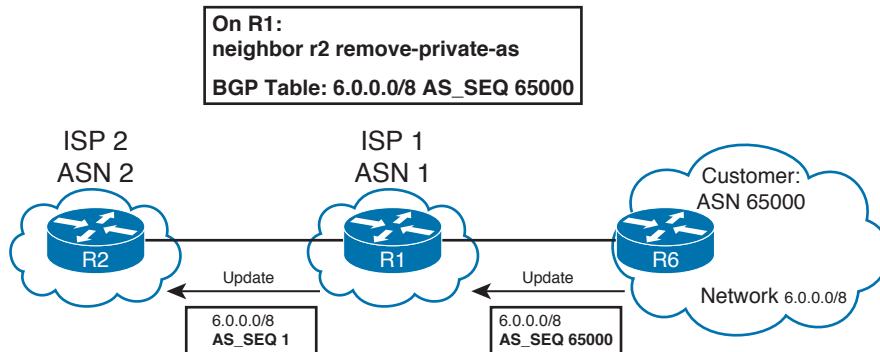 On R1:
neighbor r2 remove-private-as
BGP Table: 6.0.0.0/8 AS_SEQ 65000
ISP 2
ASN 2
ISP 1
ASN 1
Customer:
ASN 65000
R2
R1
R6
Update
Update
Network 6.0.0.0/8
6.0.0.0/8
AS_SEQ 1
6.0.0.0/8
AS_SEQ 65000